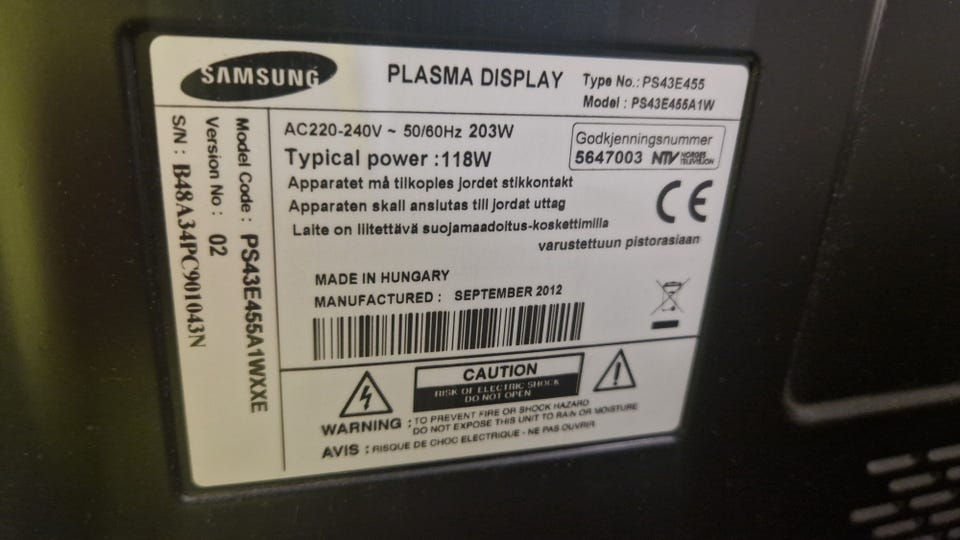 SAMSUNG
PLASMA DISPLAY
Type No.: PS43E455
Model : PS43E455A1W
Model Code : PS43E455A1WXXE
Version No : 02
S/N : B48A34PC901043N
AC220-240V ~ 50/60Hz 203W
Typical power :118W
Godkjenningsnummer
5647003 NTV NORGES
TELEVISJON
Apparatet må tilkoples jordet stikkontakt
Apparaten skall anslutas till jordat uttag
Laite on liitettävä suojamaadoitus-koskettimilla
varustettuun pistorasiaan
CE
MADE IN HUNGARY
MANUFACTURED : SEPTEMBER 2012
CAUTION
RISK OF ELECTRIC SHOCK
DO NOT OPEN
WARNING : TO PREVENT FIRE OR SHOCK HAZARD
DO NOT EXPOSE THIS UNIT TO RAIN OR MOISTURE
AVIS : RISQUE DE CHOC ELECTRIQUE - NE PAS OUVRIR